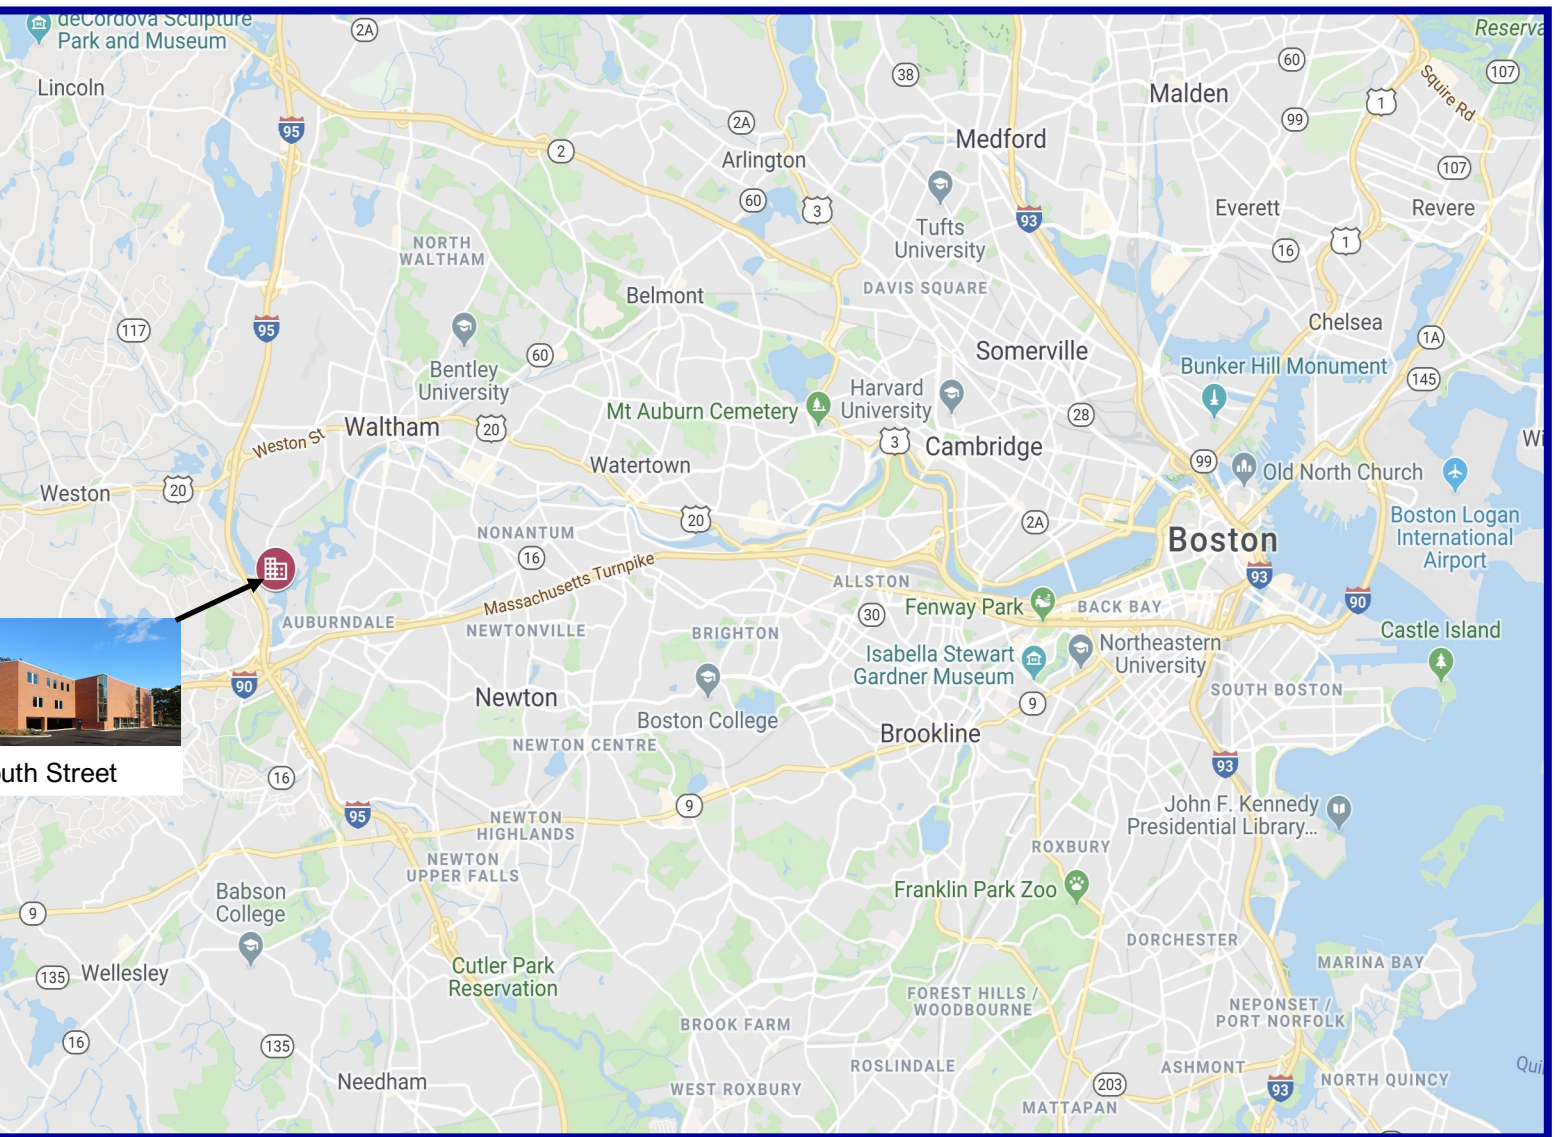 deCordova Sculpture
Park and Museum
2A
Reserva
Lincoln
38
60
107
Squire Rd
Malden
1
95
2A
99
Medford
2
Arlington
107
60
3
Tufts
University
93
Everett
Revere
16
1
NORTH
WALTHAM
DAVIS SQUARE
Belmont
117
95
Chelsea
1A
Bentley
University
60
Somerville
Bunker Hill Monument
145
Harvard
University
Mt Auburn Cemetery
28
Weston St
Waltham
20
3
Cambridge
Wi
Watertown
99
Old North Church
Weston
20
20
2A
Boston Logan
International
Airport
NONANTUM
16
Boston
Massachusetts Turnpike
93
ALLSTON
90
Fenway Park
BACK BAY
30
AUBURNDALE
NEWTONVILLE
BRIGHTON
Castle Island
Northeastern
University
Isabella Stewart
Gardner Museum
90
Newton
9
SOUTH BOSTON
Boston College
Brookline
NEWTON CENTRE
outh Street
16
93
9
95
John F. Kennedy
Presidential Library...
NEWTON
HIGHLANDS
ROXBURY
NEWTON
UPPER FALLS
Babson
College
Franklin Park Zoo
9
DORCHESTER
135
Wellesley
Cutler Park
Reservation
MARINA BAY
FOREST HILLS /
WOODBOURNE
NEPONSET /
PORT NORFOLK
BROOK FARM
16
135
ROSLINDALE
ASHMONT
Qui
Needham
WEST ROXBURY
203
93
NORTH QUINCY
MATTAPAN